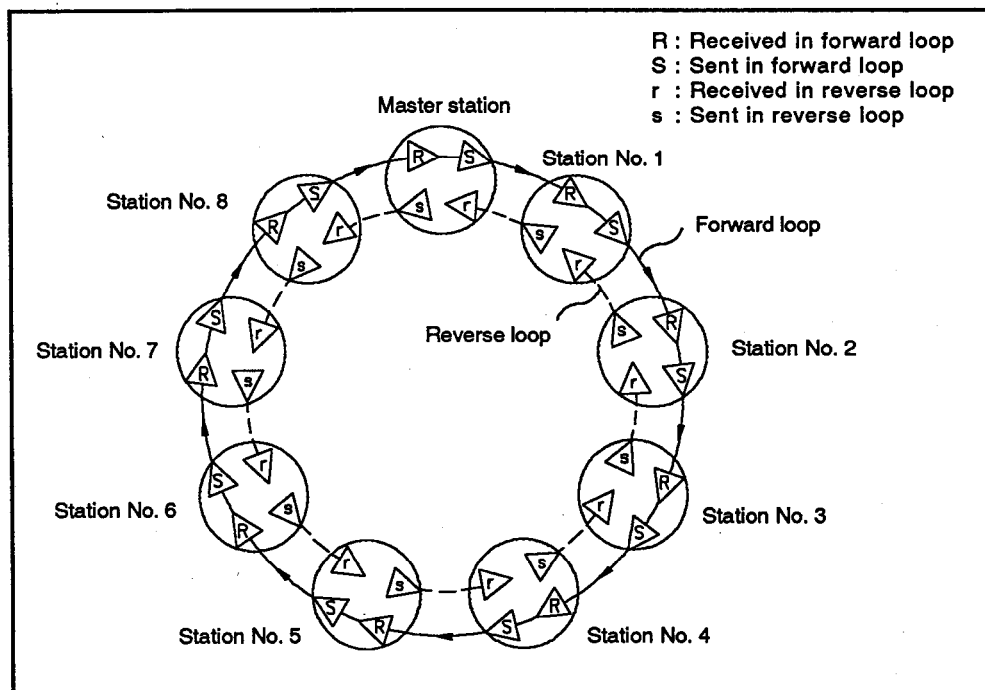 R : Received in forward loop
S : Sent in forward loop
r : Received in reverse loop
s : Sent in reverse loop
Master station
R S
Station No. 1
R S
s r
Station No. 8
S R
r s
s r
Forward loop
Reverse loop
Station No. 7
S R
r s
Station No. 2
R S
s r
Station No. 6
S R
r s
Station No. 3
R S
s r
Station No. 5
S R
r s
Station No. 4
R S
s r